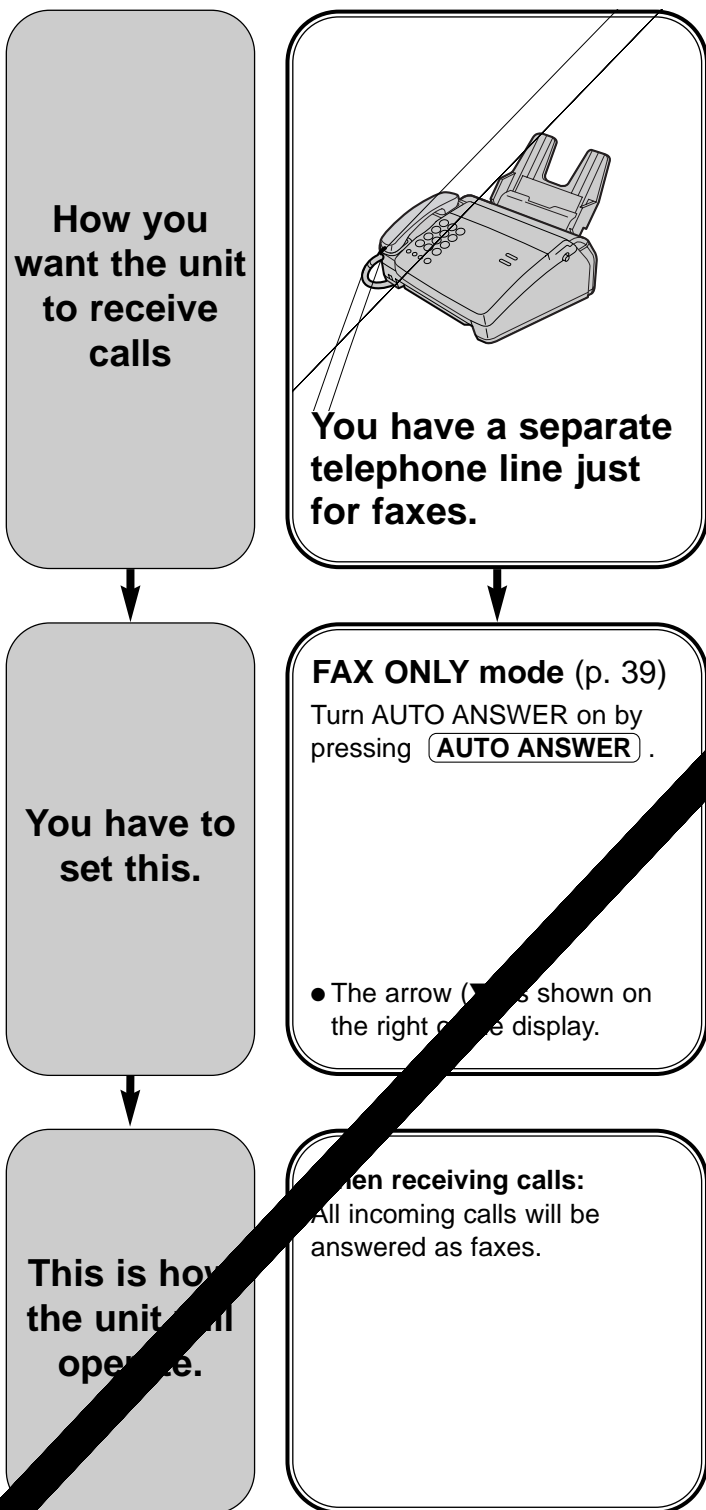 How you
want the unit
to receive
calls
You have a separate
telephone line just
for faxes.
You have to
set this.
FAX ONLY mode (p. 39)
Turn AUTO ANSWER on by
pressing AUTO ANSWER .
● The arrow ( shown on
the right display.
This is
the unit
receiving calls:
All incoming calls will be
answered as faxes.